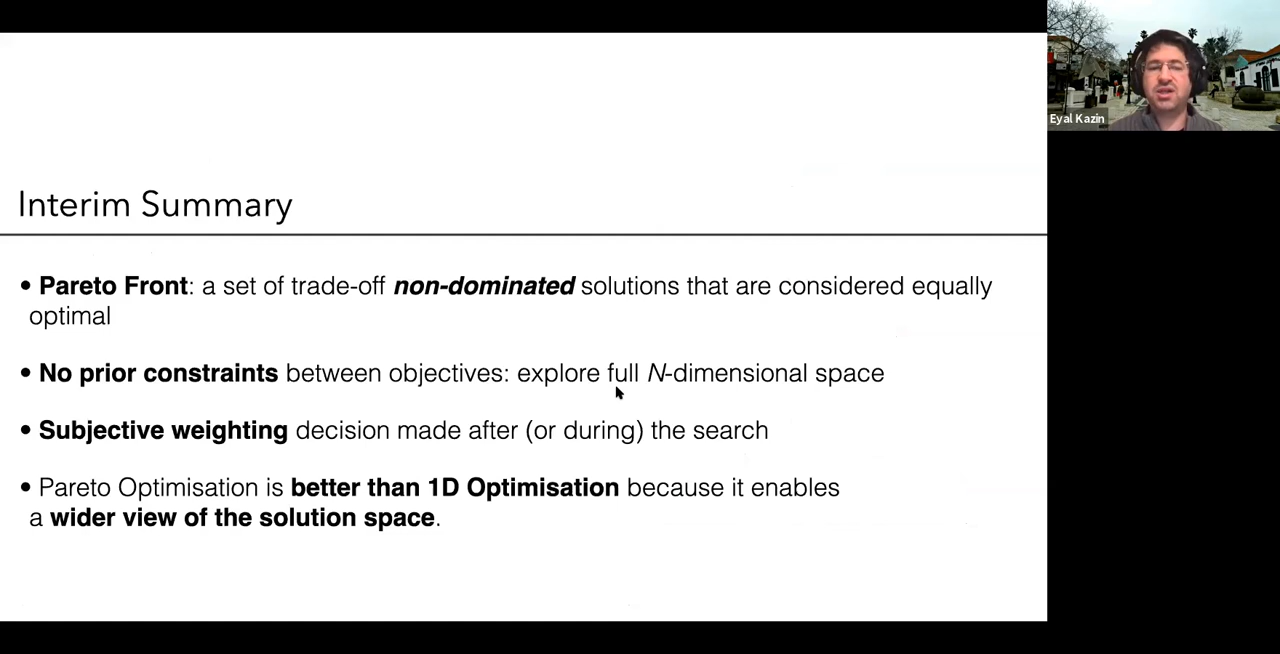 Eyal Kazin
Interim Summary
• Pareto Front: a set of trade-off non-dominated solutions that are considered equally
optimal
• No prior constraints between objectives: explore full N-dimensional space
• Subjective weighting decision made after (or during) the search
• Pareto Optimisation is better than 1D Optimisation because it enables
a wider view of the solution space.